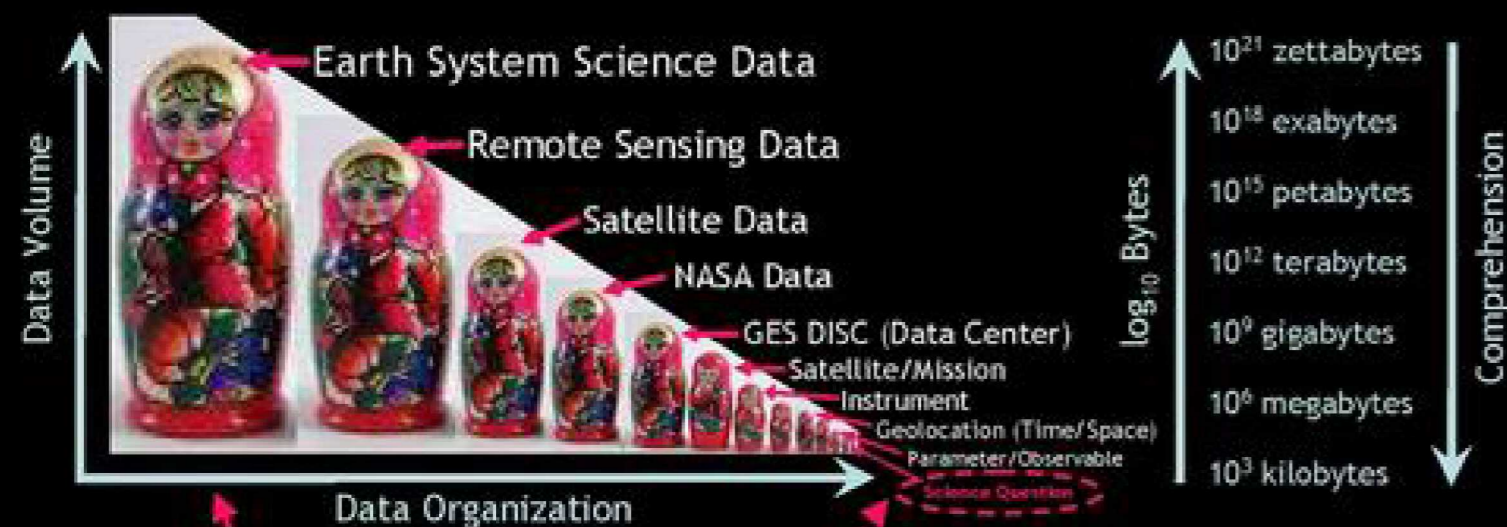 Earth System Science Data
Remote Sensing Data
Satellite Data
NASA Data
GES DISC (Data Center)
Satellite/Mission
Instrument
Geolocation (Time/Space)
Parameter/Observable
Science Question
Data Volume
Data Organization
log₁₀ Bytes
10²¹ zettabytes
10¹⁸ exabytes
10¹⁵ petabytes
10¹² terabytes
10⁹ gigabytes
10⁶ megabytes
10³ kilobytes
Comprehension